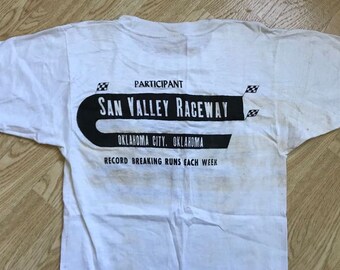 PARTICIPANT
SAN VALLEY RACEWAY
OKLAHOMA CITY, OKLAHOMA
RECORD BREAKING RUNS EACH WEEK